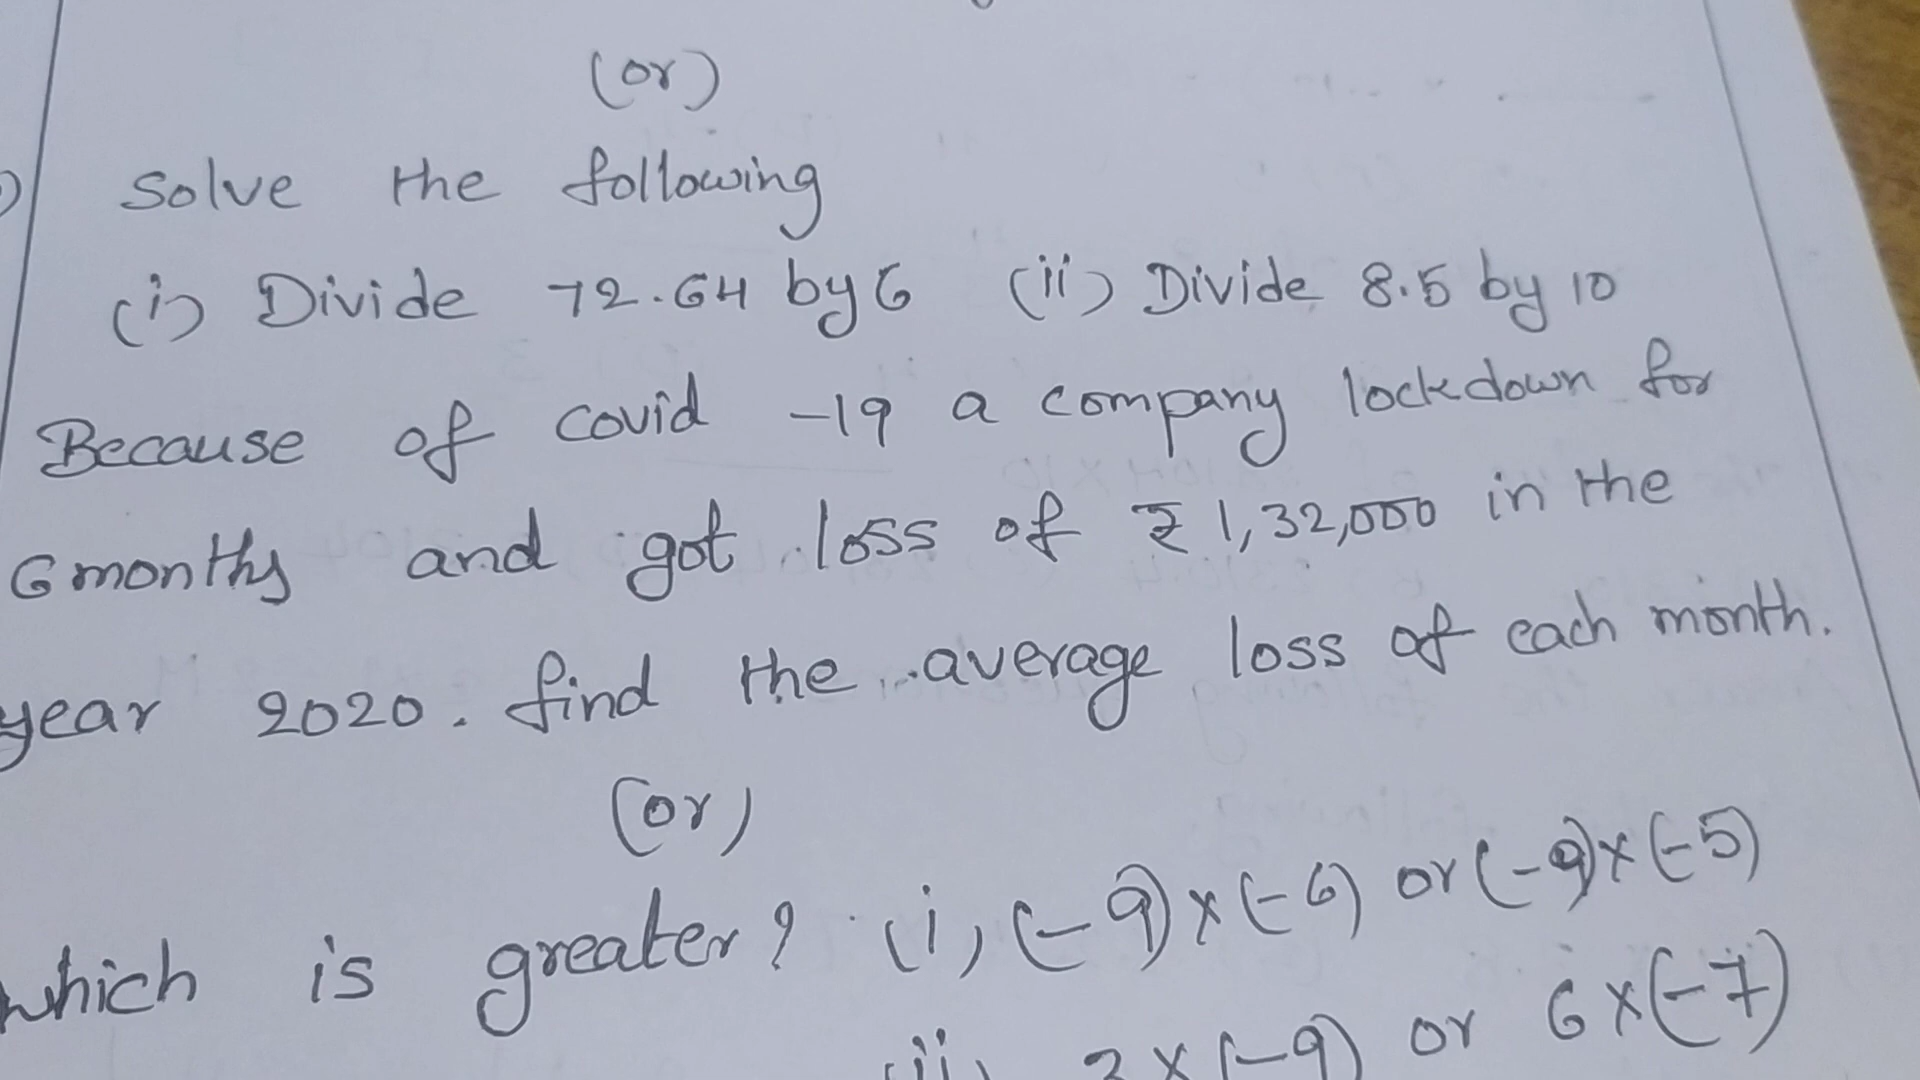 (or)
Solve the following
(i) Divide 72.64 by 6 (ii) Divide 8.5 by 10
Because of covid -19 a company lockdown for
6 months and got loss of ₹ 1,32,000 in the
year 2020. find the average loss of each month.
(or)
which is greater? (i) (-9)×(-6) or (-9)×(-5)
(ii) × (-9) or 6×(-7)